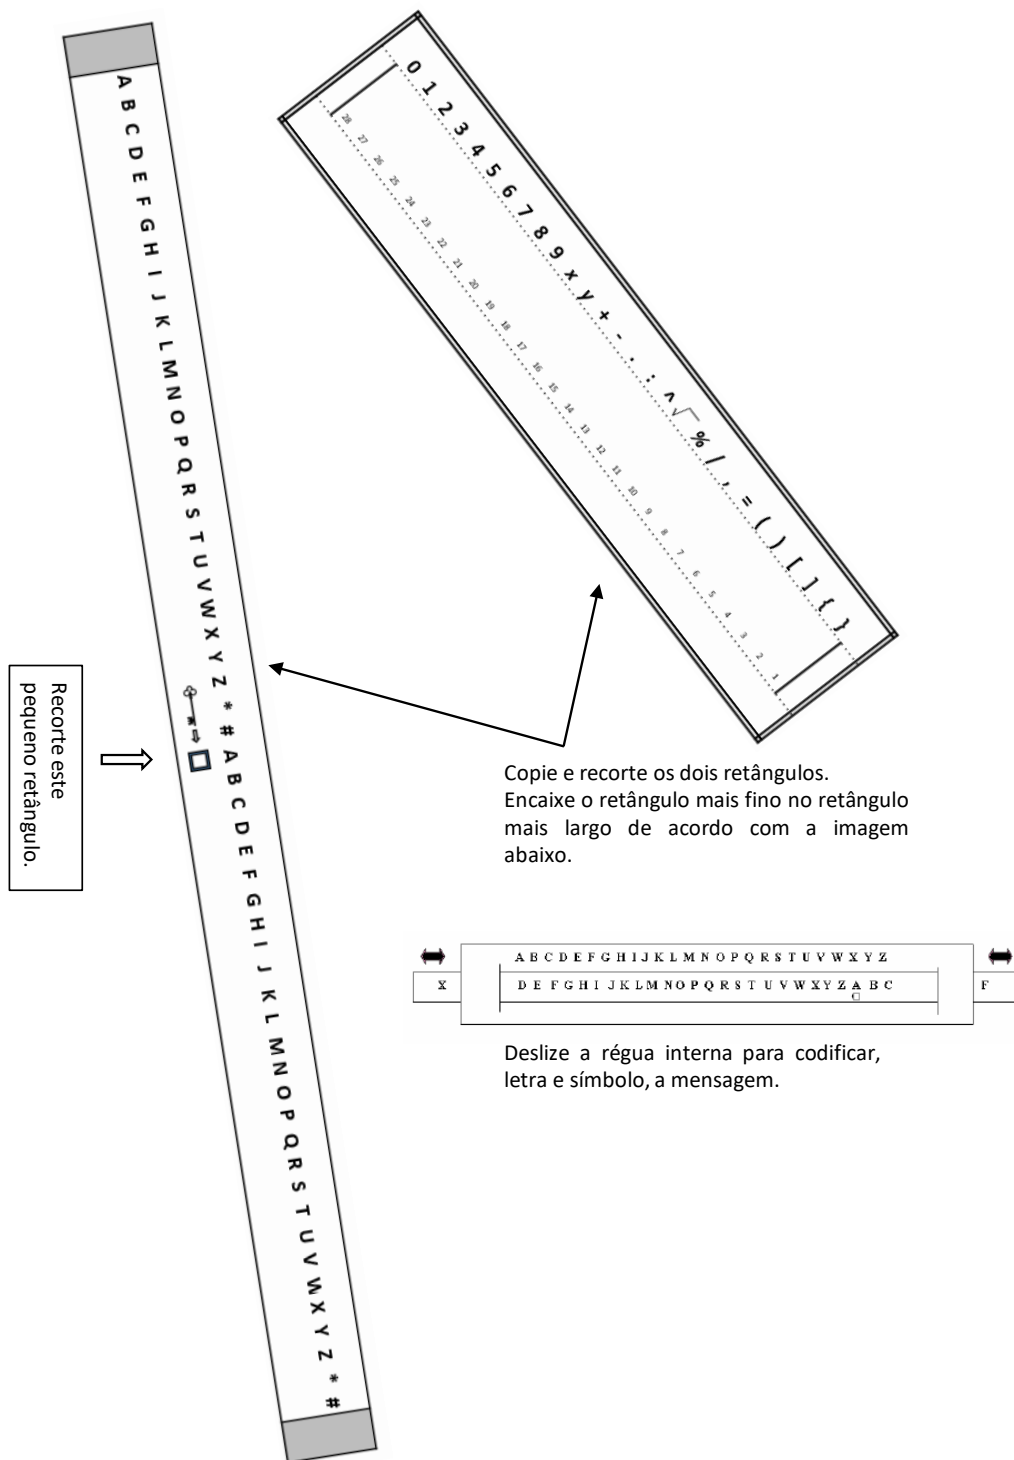 A B C D E F G H I J K L M N O P Q R S T U V W X Y Z * # A B C D E F G H I J K L M N O P Q R S T U V W X Y Z * #
0 1 2 3 4 5 6 7 8 9 x y + - . : ^ √ % / , = ( ) [ ] { }
28 27 26 25 24 23 22 21 20 19 18 17 16 15 14 13 12 11 10 9 8 7 6 5 4 3 2 1
Recorte este
pequeno retângulo.
Copie e recorte os dois retângulos.
Encaixe o retângulo mais fino no retângulo
mais largo de acordo com a imagem
abaixo.
A B C D E F G H I J K L M N O P Q R S T U V W X Y Z
X D E F G H I J K L M N O P Q R S T U V W X Y Z A B C F
Deslize a régua interna para codificar,
letra e símbolo, a mensagem.